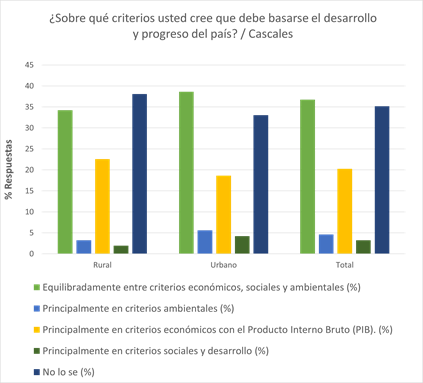 ¿Sobre qué criterios usted cree que debe basarse el desarrollo
y progreso del país? / Cascales
% Respuestas
45
40
35
30
25
20
15
10
5
0
Rural
Urbano
Total
Equilibradamente entre criterios económicos, sociales y ambientales (%)
Principalmente en criterios ambientales (%)
Principalmente en criterios económicos con el Producto Interno Bruto (PIB). (%)
Principalmente en criterios sociales y desarrollo (%)
No lo se (%)